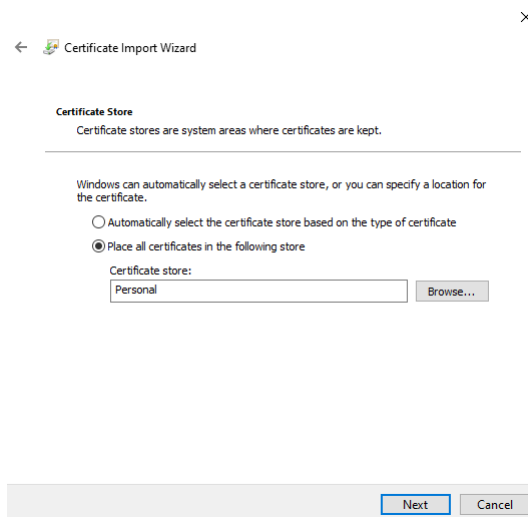 Certificate Import Wizard
Certificate Store
Certificate stores are system areas where certificates are kept.
Windows can automatically select a certificate store, or you can specify a location for
the certificate.
Automatically select the certificate store based on the type of certificate
Place all certificates in the following store
Certificate store:
Personal
Browse...
Next
Cancel